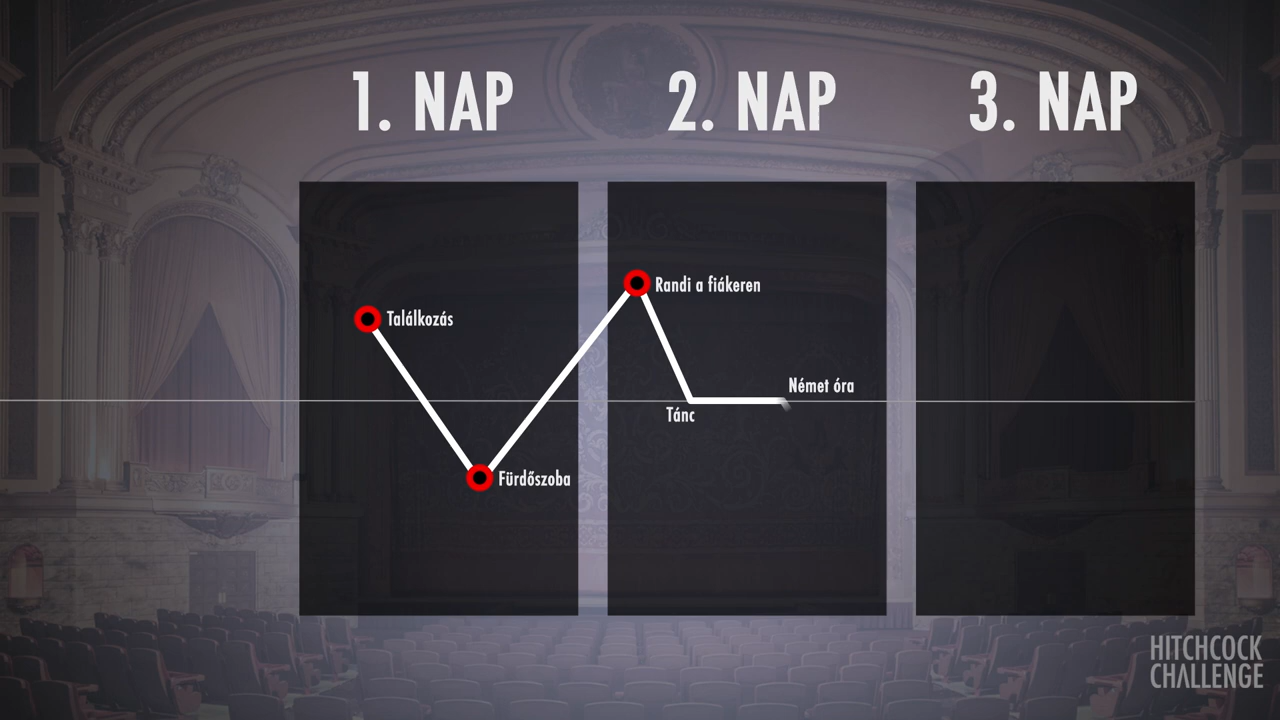 1. NAP
2. NAP
3. NAP
Randi a fiákeren
Találkozás
Német óra
Tánc
Fürdőszoba
HITCHCOCK
CHALLENGE